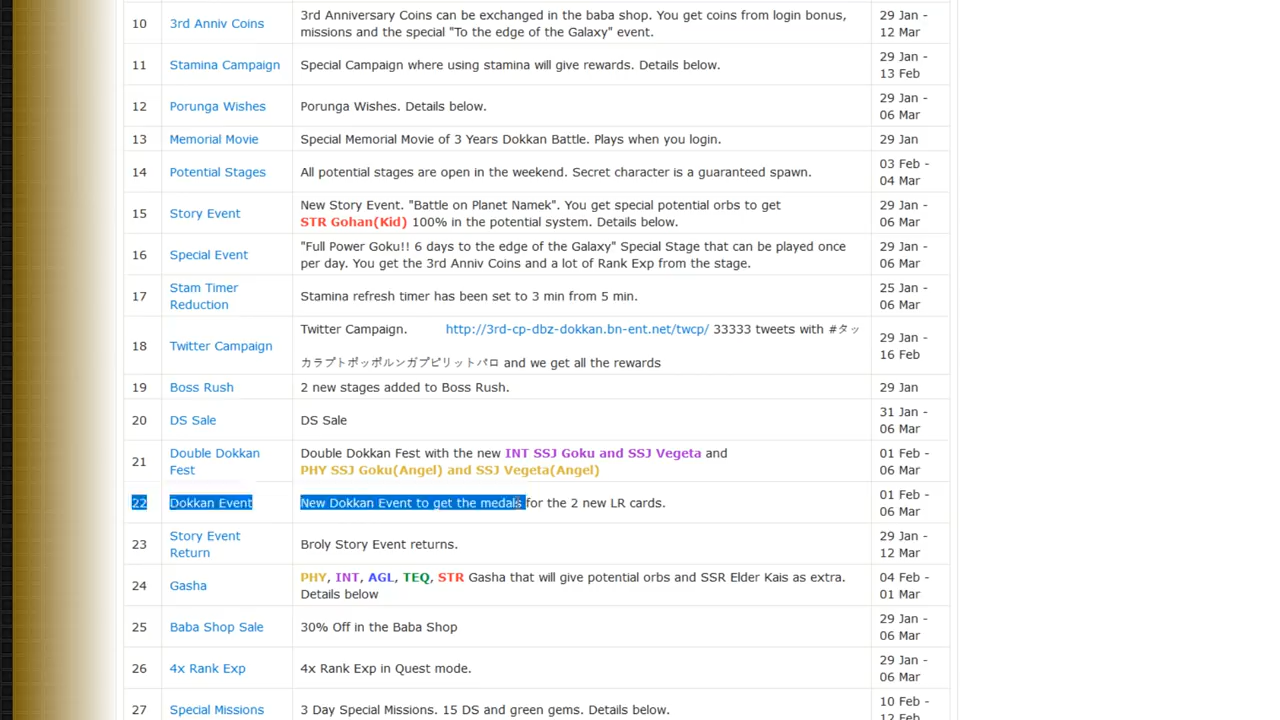 10 3rd Anniv Coins 3rd Anniversary Coins can be exchanged in the baba shop. You get coins from login bonus, 29 Jan -
missions and the special "To the edge of the Galaxy" event. 12 Mar
11 Stamina Campaign Special Campaign where using stamina will give rewards. Details below. 29 Jan -
13 Feb
12 Porunga Wishes Porunga Wishes. Details below. 29 Jan -
06 Mar
13 Memorial Movie Special Memorial Movie of 3 Years Dokkan Battle. Plays when you login. 29 Jan
14 Potential Stages All potential stages are open in the weekend. Secret character is a guaranteed spawn. 03 Feb -
04 Mar
15 Story Event New Story Event. "Battle on Planet Namek". You get special potential orbs to get 29 Jan -
STR Gohan(Kid) 100% in the potential system. Details below. 06 Mar
16 Special Event "Full Power Goku!! 6 days to the edge of the Galaxy" Special Stage that can be played once 29 Jan -
per day. You get the 3rd Anniv Coins and a lot of Rank Exp from the stage. 06 Mar
17 Stam Timer Stamina refresh timer has been set to 3 min from 5 min. 25 Jan -
Reduction 06 Mar
18 Twitter Campaign Twitter Campaign. http://3rd-cp-dbz-dokkan.bn-ent.net/twcp/ 33333 tweets with #タッ 29 Jan -
カラプトポッポルンガプピリットパロ and we get all the rewards 16 Feb
19 Boss Rush 2 new stages added to Boss Rush. 29 Jan
20 DS Sale DS Sale 31 Jan -
06 Mar
21 Double Dokkan Double Dokkan Fest with the new INT SSJ Goku and SSJ Vegeta and 01 Feb -
Fest PHY SSJ Goku(Angel) and SSJ Vegeta(Angel) 06 Mar
22 Dokkan Event New Dokkan Event to get the medals for the 2 new LR cards. 01 Feb -
06 Mar
23 Story Event Broly Story Event returns. 29 Jan -
Return 12 Mar
24 Gasha PHY, INT, AGL, TEQ, STR Gasha that will give potential orbs and SSR Elder Kais as extra. 04 Feb -
Details below 01 Mar
25 Baba Shop Sale 30% Off in the Baba Shop 29 Jan -
06 Mar
26 4x Rank Exp 4x Rank Exp in Quest mode. 29 Jan -
06 Mar
27 Special Missions 3 Day Special Missions. 15 DS and green gems. Details below. 10 Feb -
12 Feb